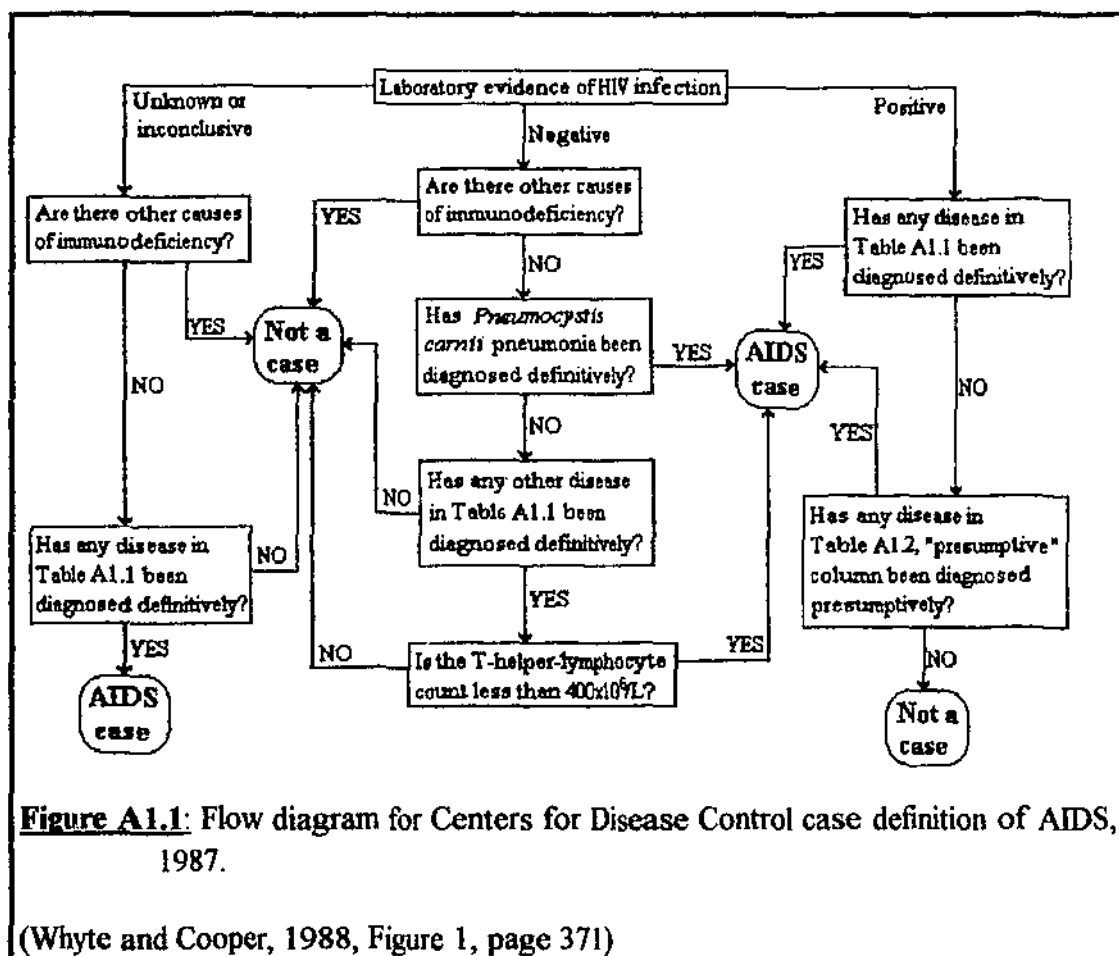 Laboratory evidence of HIV infection
Unknown or
inconclusive
Negative
Positive
Are there other causes
of immunodeficiency?
YES
NO
Are there other causes
of immunodeficiency?
YES
NO
Has any disease in
Table A1.1 been
diagnosed definitively?
YES
NO
Not a
case
Has Pneumocystis
carnii pneumonia been
diagnosed definitively?
YES
NO
AIDS
case
Has any other disease
in Table A1.1 been
diagnosed definitively?
NO
YES
Has any disease in
Table A1.1 been
diagnosed definitively?
NO
YES
AIDS
case
Is the T-helper-lymphocyte
count less than 400x10⁶/L?
NO
YES
Has any disease in
Table A1.2, "presumptive"
column been diagnosed
presumptively?
YES
NO
Not a
case
Figure A1.1: Flow diagram for Centers for Disease Control case definition of AIDS,
1987.
(Whyte and Cooper, 1988, Figure 1, page 371)